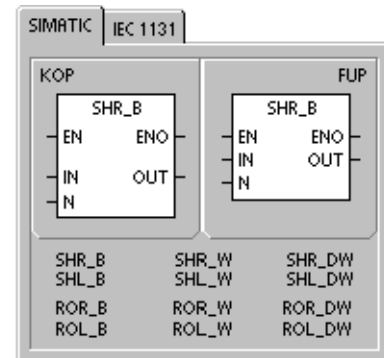 SIMATIC IEC 1131
KOP FUP
SHR_B SHR_B
EN ENO EN ENO
IN OUT IN OUT
N N
SHR_B SHR_W SHR_DW
SHL_B SHL_W SHL_DW
ROR_B ROR_W ROR_DW
ROL_B ROL_W ROL_DW